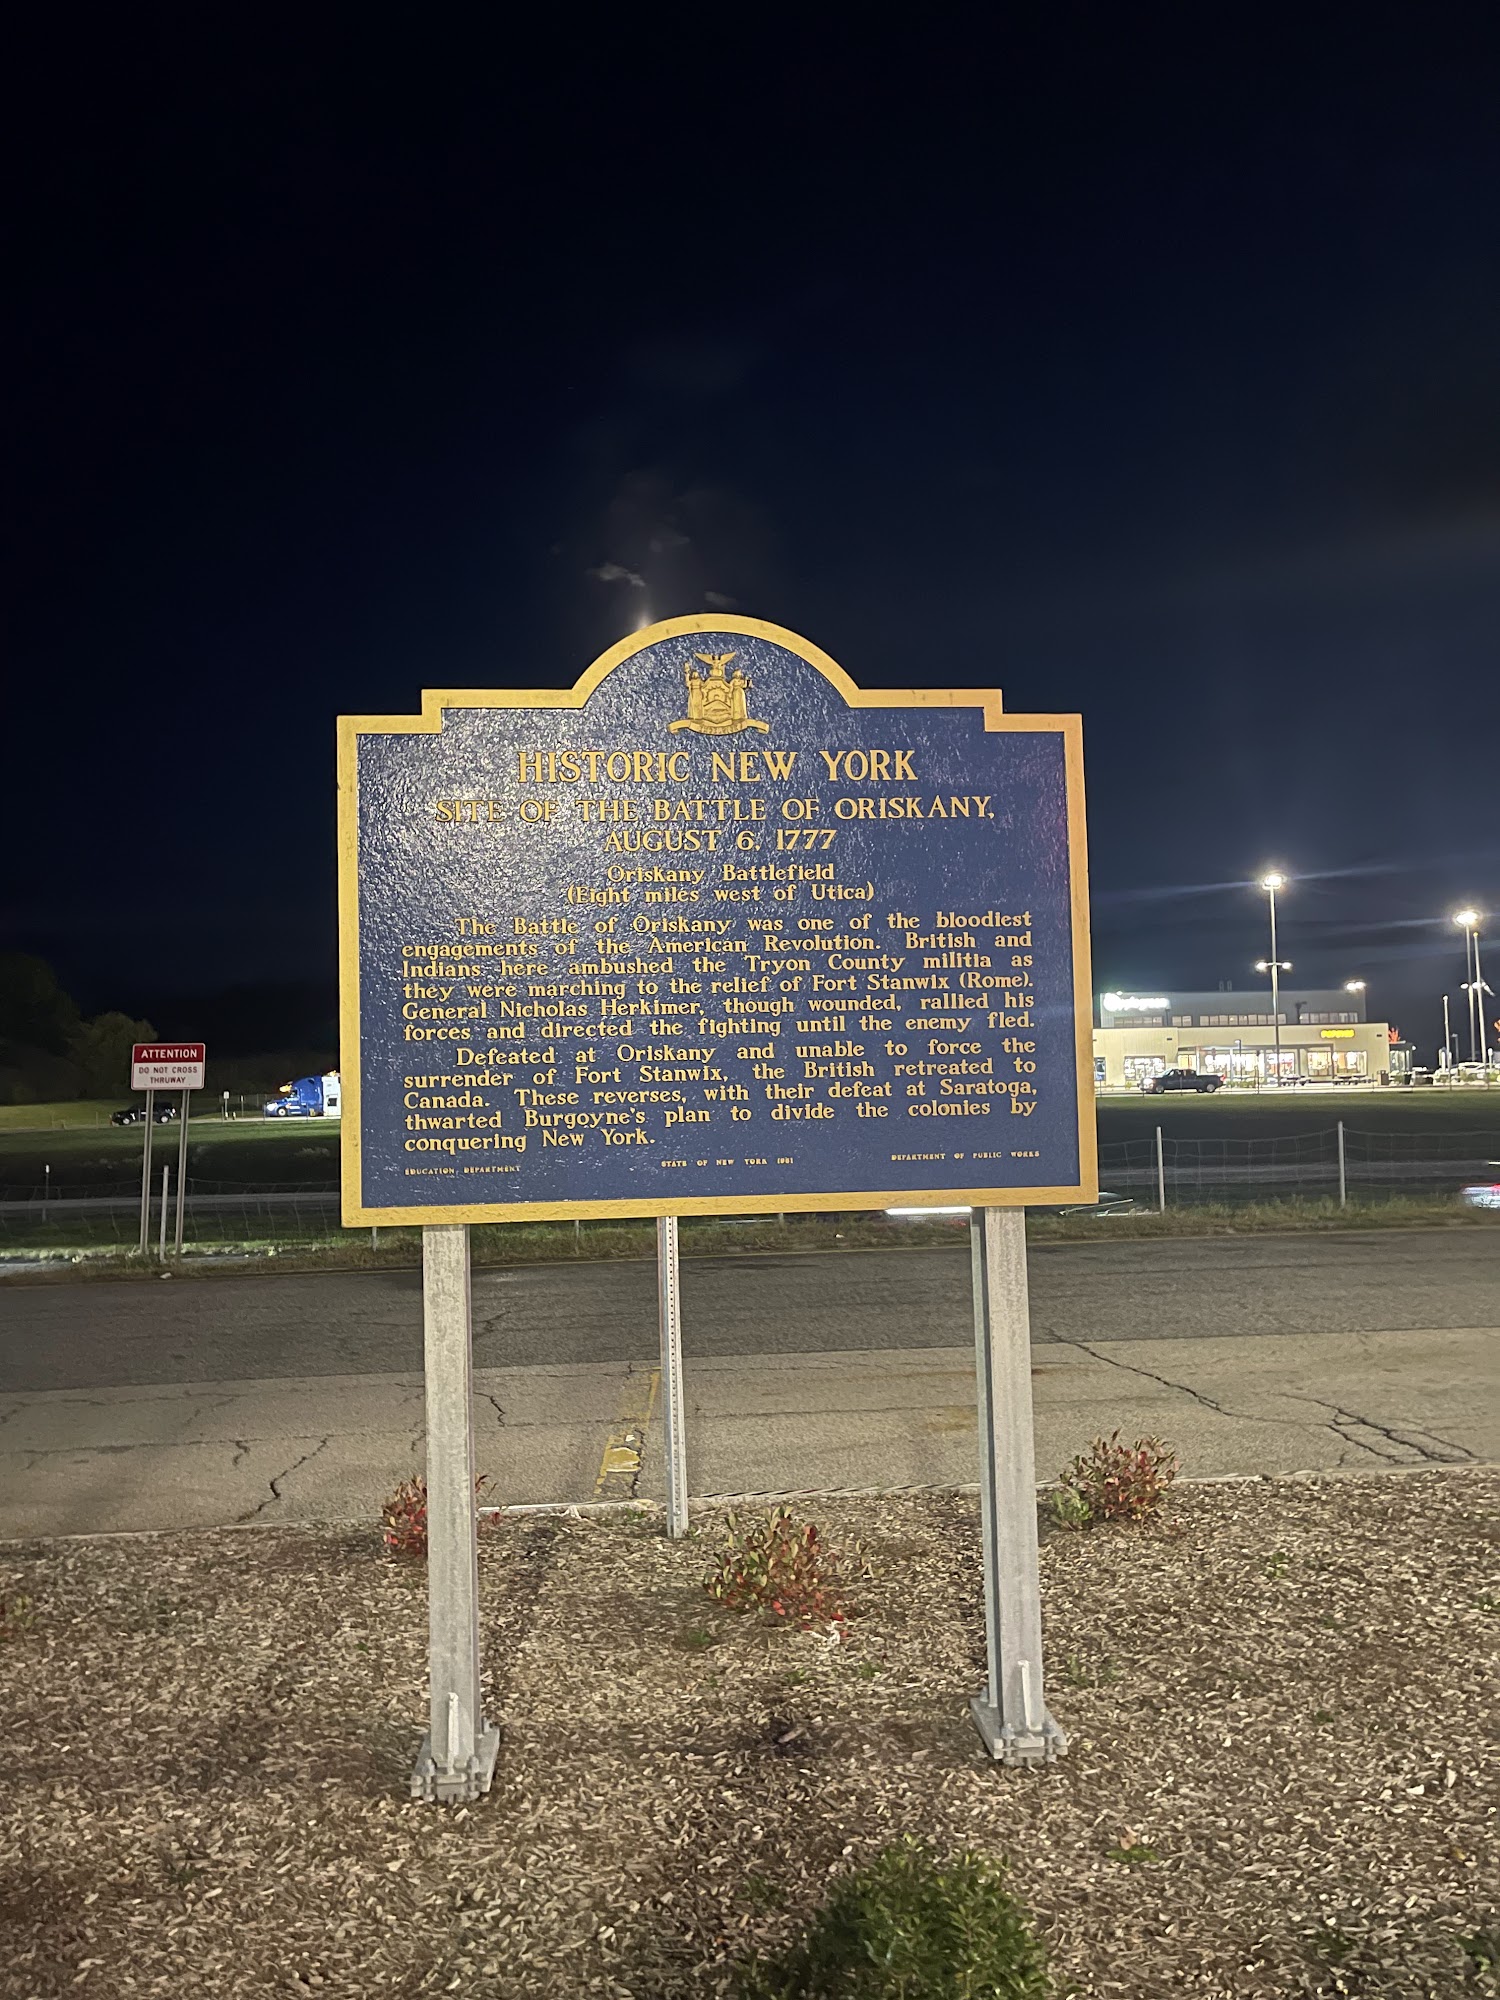 HISTORIC NEW YORK
SITE OF THE BATTLE OF ORISKANY,
AUGUST 6, 1777
Oriskany Battlefield
(Eight miles west of Utica)
The Battle of Oriskany was one of the bloodiest
engagements of the American Revolution. British and
Indians here ambushed the Tryon County militia as
they were marching to the relief of Fort Stanwix (Rome).
General Nicholas Herkimer, though wounded, rallied his
forces and directed the fighting until the enemy fled.
Defeated at Oriskany and unable to force the
surrender of Fort Stanwix, the British retreated to
Canada. These reverses, with their defeat at Saratoga,
thwarted Burgoyne's plan to divide the colonies by
conquering New York.
EDUCATION DEPARTMENT STATE OF NEW YORK 1961 DEPARTMENT OF PUBLIC WORKS
ATTENTION
DO NOT CROSS
THRUWAY